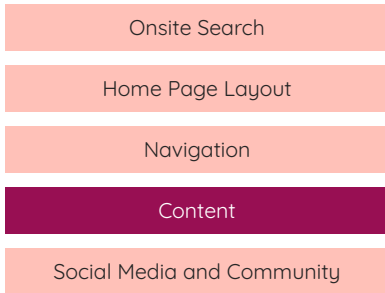 Onsite Search
Home Page Layout
Navigation
Content
Social Media and Community